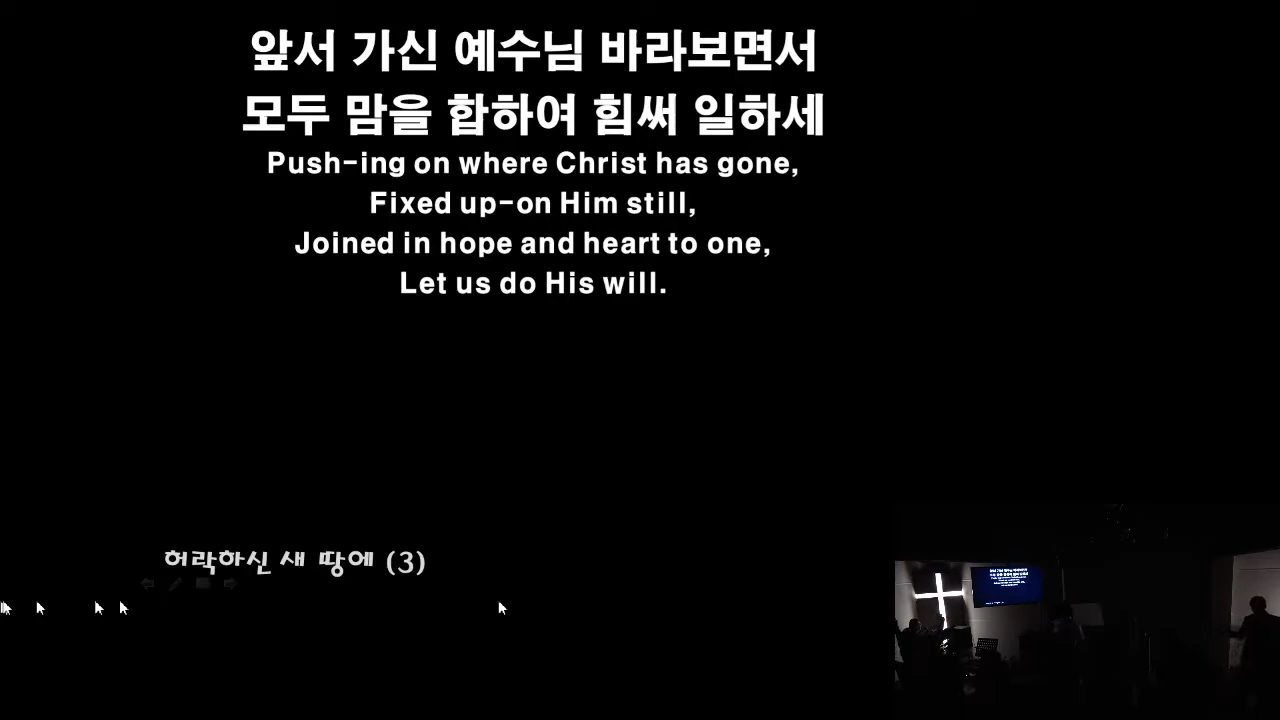 앞서 가신 예수님 바라보면서
모두 맘을 합하여 힘써 일하세
Push-ing on where Christ has gone,
Fixed up-on Him still,
Joined in hope and heart to one,
Let us do His will.
허락하신 새 땅에 (3)